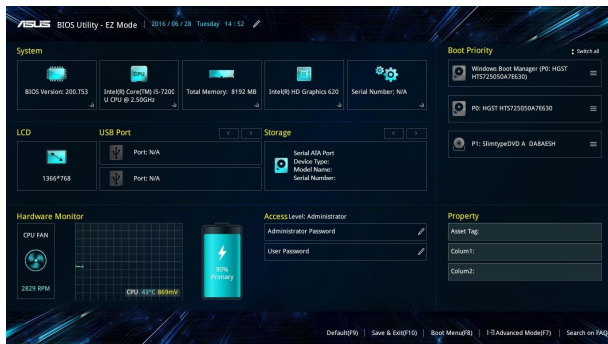 ASUS BIOS Utility - EZ Mode | 2016 / 06 / 28 Tuesday 14 : 52
System
BIOS Version: 200.T53
Intel(R) Core(TM) i5-7200
U CPU @ 2.50GHz
Total Memory: 8192 MB
Intel(R) HD Graphics 620
Serial Number: N/A
CPU
Boot Priority
Switch all
Windows Boot Manager (P0: HGST
HTS725050A7E630)
P0: HGST HTS725050A7E630
P1: SlimtypeDVD A DA8AESH
LCD
1366*768
USB Port
< >
Port: N/A
Port: N/A
Storage
< >
Serial ATA Port
Device Type:
Model Name:
Serial Number:
Hardware Monitor
CPU FAN
2829 RPM
CPU 43°C 869mV
90%
Primary
Access Level: Administrator
Administrator Password
User Password
Property
Asset Tag:
Colum1:
Colum2:
Default(F9) | Save & Exit(F10) | Boot Menu(F8) | Advanced Mode(F7) | Search on FAQ